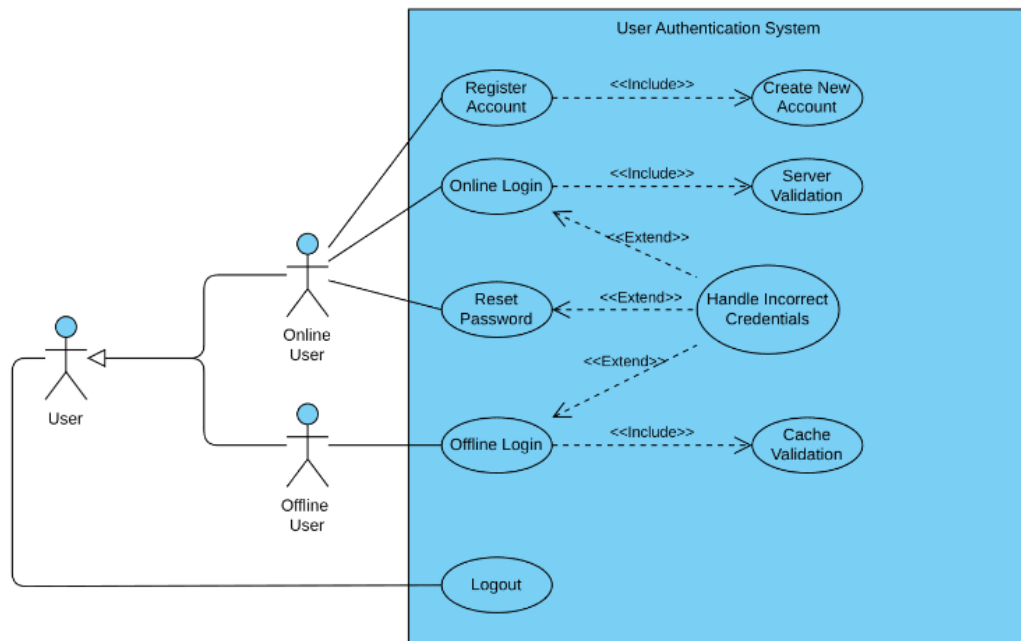 User Authentication System
Register
Account
<<Include>>
Create New
Account
Online Login
<<Include>>
Server
Validation
<<Extend>>
Reset
Password
<<Extend>>
Handle Incorrect
Credentials
Online
User
<<Extend>>
User
Offline Login
<<Include>>
Cache
Validation
Offline
User
Logout